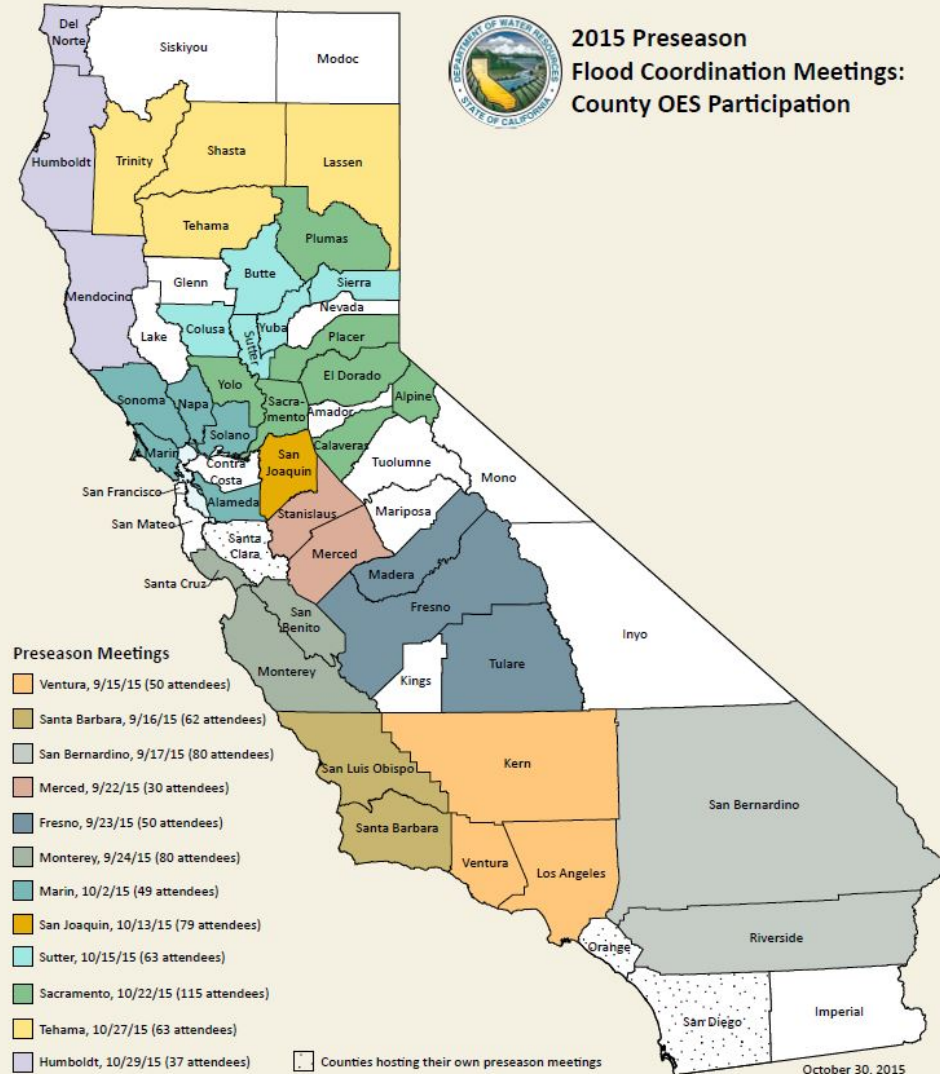 2015 Preseason
Flood Coordination Meetings:
County OES Participation
DEPARTMENT OF WATER RESOURCES
STATE OF CALIFORNIA
Del
Norte
Siskiyou
Modoc
Humboldt
Trinity
Shasta
Lassen
Tehama
Plumas
Mendocino
Glenn
Butte
Sierra
Lake
Colusa
Sutter
Yuba
Nevada
Placer
El Dorado
Sonoma
Napa
Yolo
Sacra-
mento
Amador
Alpine
Solano
Marin
Contra
Costa
San
Joaquin
Calaveras
Tuolumne
Mono
San Francisco
Alameda
Stanislaus
Mariposa
San Mateo
Santa
Clara
Merced
Santa Cruz
Madera
San
Benito
Fresno
Inyo
Monterey
Kings
Tulare
San Luis Obispo
Kern
San Bernardino
Santa Barbara
Ventura
Los Angeles
Orange
Riverside
San Diego
Imperial
Preseason Meetings
Ventura, 9/15/15 (50 attendees)
Santa Barbara, 9/16/15 (62 attendees)
San Bernardino, 9/17/15 (80 attendees)
Merced, 9/22/15 (30 attendees)
Fresno, 9/23/15 (50 attendees)
Monterey, 9/24/15 (80 attendees)
Marin, 10/2/15 (49 attendees)
San Joaquin, 10/13/15 (79 attendees)
Sutter, 10/15/15 (63 attendees)
Sacramento, 10/22/15 (115 attendees)
Tehama, 10/27/15 (63 attendees)
Humboldt, 10/29/15 (37 attendees)
Counties hosting their own preseason meetings
October 30, 2015